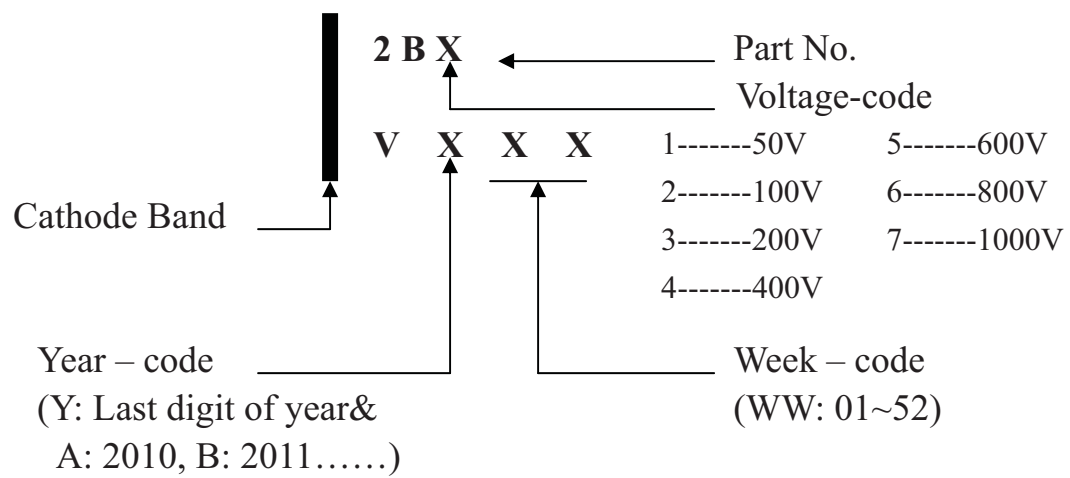 2 B X Part No.
Voltage-code
V X X X 1-------50V 5-------600V
2-------100V 6-------800V
Cathode Band
3-------200V 7-------1000V
4-------400V
Year – code Week – code
(Y: Last digit of year& (WW: 01~52)
A: 2010, B: 2011……)